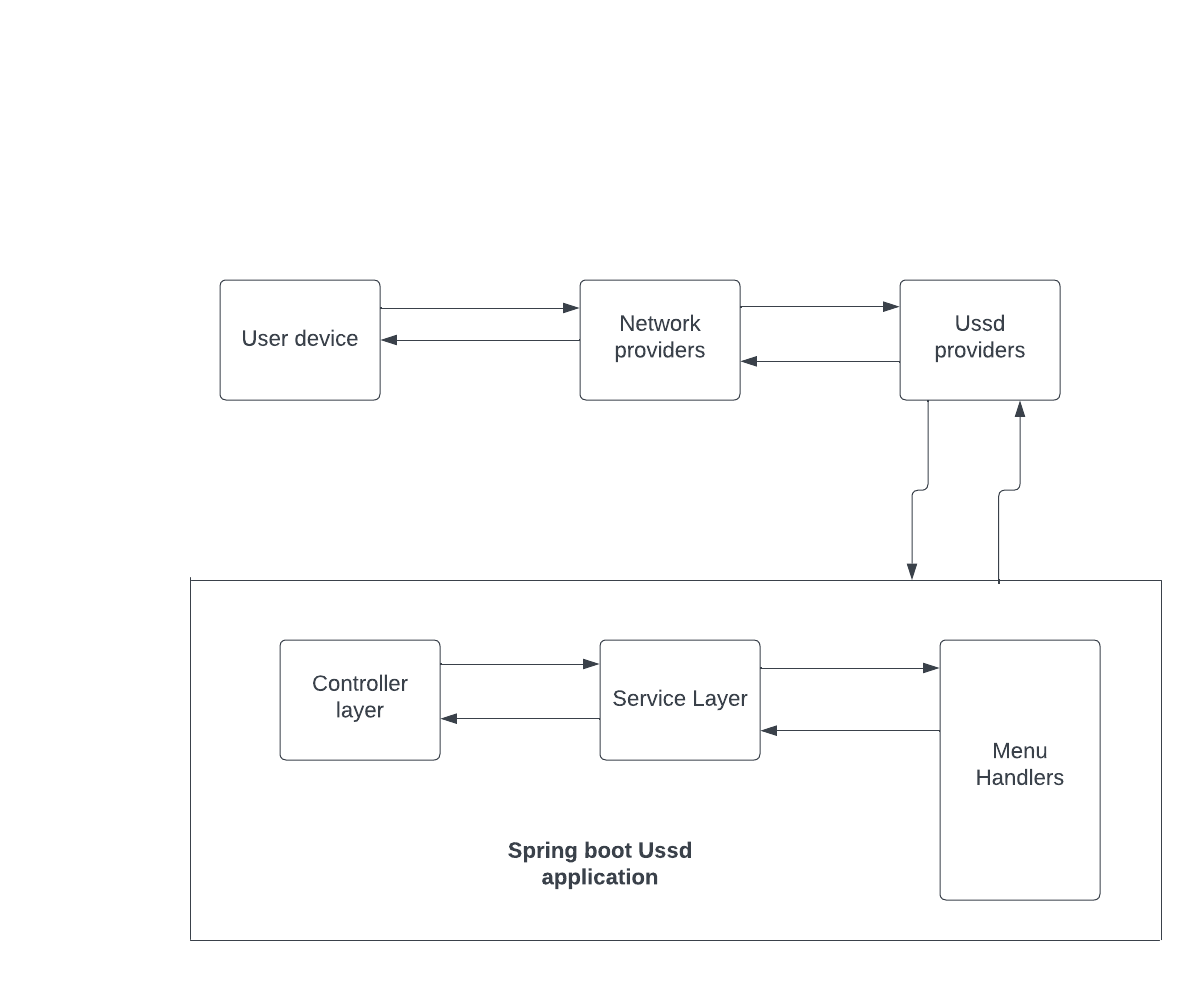 User device
Network
providers
Ussd
providers
Controller
layer
Service Layer
Menu
Handlers
Spring boot Ussd
application